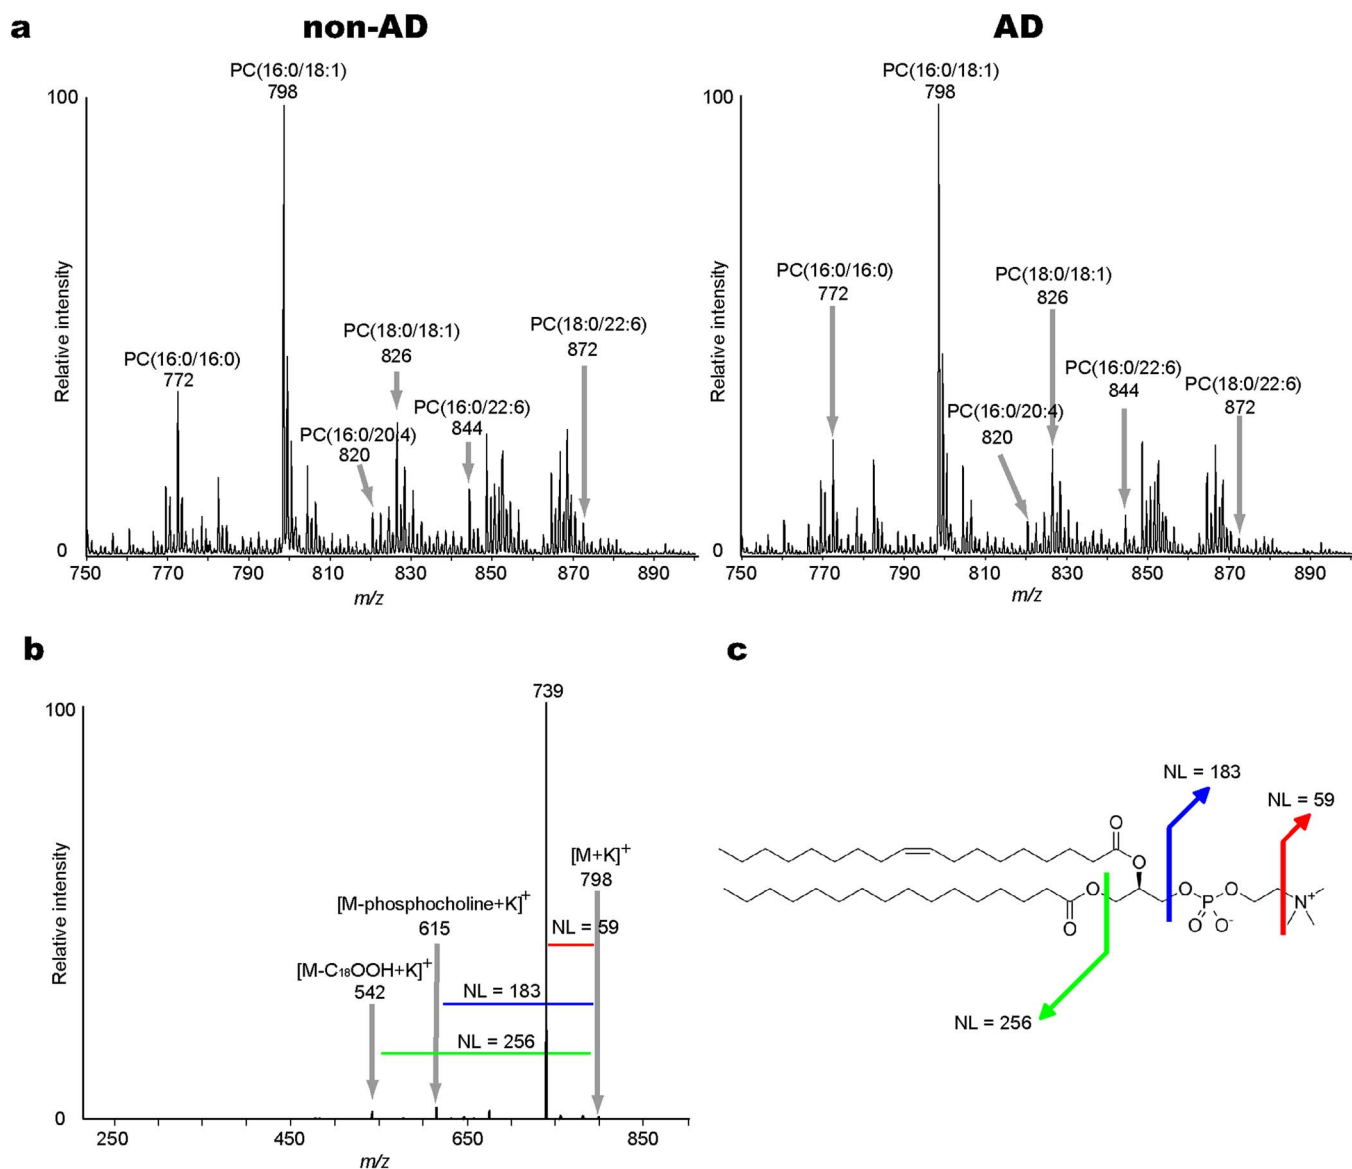 a
non-AD
AD
PC(16:0/18:1)
798
100
Relative intensity
PC(16:0/16:0)
772
PC(18:0/18:1)
826
PC(16:0/20:4)
820
PC(16:0/22:6)
844
PC(18:0/22:6)
872
0
750 770 790 810 830 850 870 890
m/z
PC(16:0/18:1)
798
100
Relative intensity
PC(16:0/16:0)
772
PC(18:0/18:1)
826
PC(16:0/20:4)
820
PC(16:0/22:6)
844
PC(18:0/22:6)
872
0
750 770 790 810 830 850 870 890
m/z
b
739
100
Relative intensity
[M+K]+
798
[M-phosphocholine+K]+
615
NL = 59
[M-C₁₈OOH+K]+
542
NL = 183
NL = 256
0
250 450 650 850
m/z
c
NL = 183
NL = 59
O
O
O
O
O
P
O
N+
O
O-
NL = 256